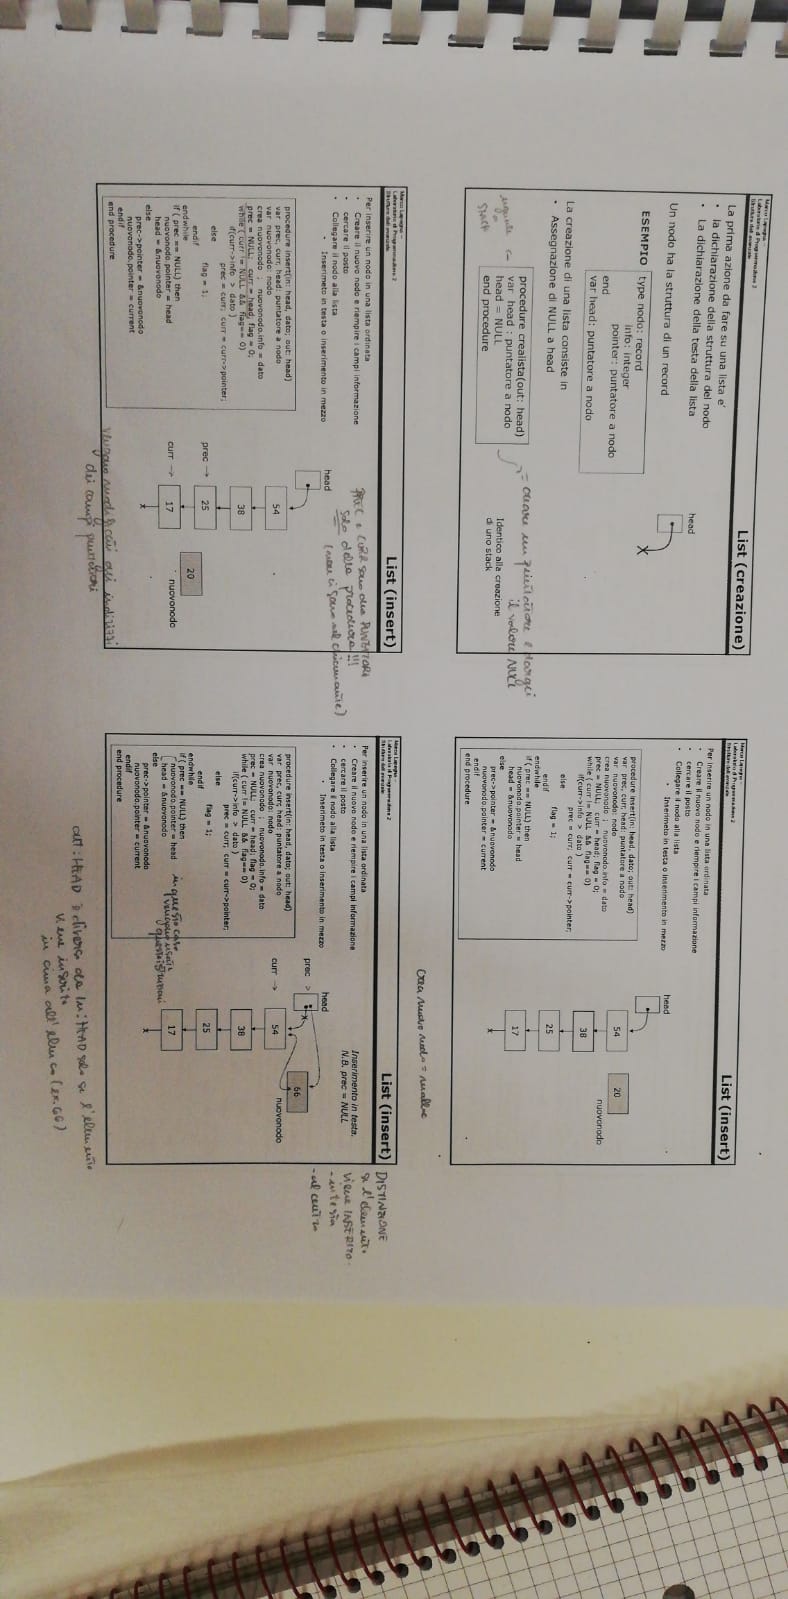 Marco Lapegna –
Laboratorio di Programmazione 2
Strutture dati avanzate
List (creazione)
La prima azione da fare su una lista e'
• la dichiarazione della struttura del nodo
• La dichiarazione della testa della lista
head
Un nodo ha la struttura di un record
ESEMPIO
type nodo: record
info: integer
pointer: puntatore a nodo
end
var head: puntatore a nodo
La creazione di una lista consiste in
• Assegnazione di NULL a head
procedure crealista(out: head)
var head : puntatore a nodo
head = NULL
end procedure
uguale
a
STACK
= creare un puntatore e dargli
il valore NULL
Identico alla creazione
di uno stack
Marco Lapegna –
Laboratorio di Programmazione 2
Strutture dati avanzate
List (insert)
Per inserire un nodo in una lista ordinata
• Creare il nuovo nodo e riempire i campi informazione
• cercare il posto
• Collegare il nodo alla lista
• Inserimeto in testa o inserimento in mezzo
procedure insert(in: head, dato; out: head)
var prec, curr, head: puntatore a nodo
var nuovonodo: nodo
crea nuovonodo ; nuovonodo.info = dato
prec = NULL; curr = head; flag = 0;
while ( curr != NULL && flag== 0)
if(curr->info > dato )
prec = curr; curr = curr->pointer;
else
flag = 1;
endif
endwhile
if ( prec == NULL) then
nuovonodo.pointer = head
head = &nuovonodo
else
prec->pointer = &nuovonodo
nuovonodo.pointer = current
endif
end procedure
head
54
20
nuovonodo
38
25
17
crea nuovo nodo = malloc
Marco Lapegna –
Laboratorio di Programmazione 2
Strutture dati avanzate
List (insert)
Per inserire un nodo in una lista ordinata
• Creare il nuovo nodo e riempire i campi informazione
• cercare il posto
• Collegare il nodo alla lista
• Inserimeto in testa o inserimento in mezzo
PREC e CURR sono due PUNTATORI
solo della procedura!!!
(non ci sono nel chiamante)
procedure insert(in: head, dato; out: head)
var prec, curr, head: puntatore a nodo
var nuovonodo: nodo
crea nuovonodo ; nuovonodo.info = dato
prec = NULL; curr = head; flag = 0;
while ( curr != NULL && flag== 0)
if(curr->info > dato )
prec = curr; curr = curr->pointer;
else
flag = 1;
endif
endwhile
if ( prec == NULL) then
nuovonodo.pointer = head
head = &nuovonodo
else
prec->pointer = &nuovonodo
nuovonodo.pointer = current
endif
end procedure
head
54
38
prec → 25
20
nuovonodo
curr → 17
vengono modificati gli indirizzi
dei campi puntatori
Marco Lapegna –
Laboratorio di Programmazione 2
Strutture dati avanzate
List (insert)
Per inserire un nodo in una lista ordinata
• Creare il nuovo nodo e riempire i campi informazione
• cercare il posto
• Collegare il nodo alla lista
• Inserimeto in testa o inserimento in mezzo
Inserimento in testa.
N.B. prec = NULL
procedure insert(in: head, dato; out: head)
var prec, curr, head: puntatore a nodo
var nuovonodo: nodo
crea nuovonodo ; nuovonodo.info = dato
prec = NULL; curr = head; flag = 0;
while ( curr != NULL && flag== 0)
if(curr->info > dato )
prec = curr; curr = curr->pointer;
else
flag = 1;
endif
endwhile
if ( prec == NULL) then
nuovonodo.pointer = head
head = &nuovonodo
else
prec->pointer = &nuovonodo
nuovonodo.pointer = current
endif
end procedure
in questo caso
vengono usate
queste istruzioni
head
prec >
66
nuovonodo
curr → 54
38
25
17
DISTINZIONE
se l'elemento
viene INSERITO
- in testa
- al centro
OUT: HEAD è diverso da IN: HEAD solo se l'elemento
viene inserito
in cima all'elenco (ex.66)